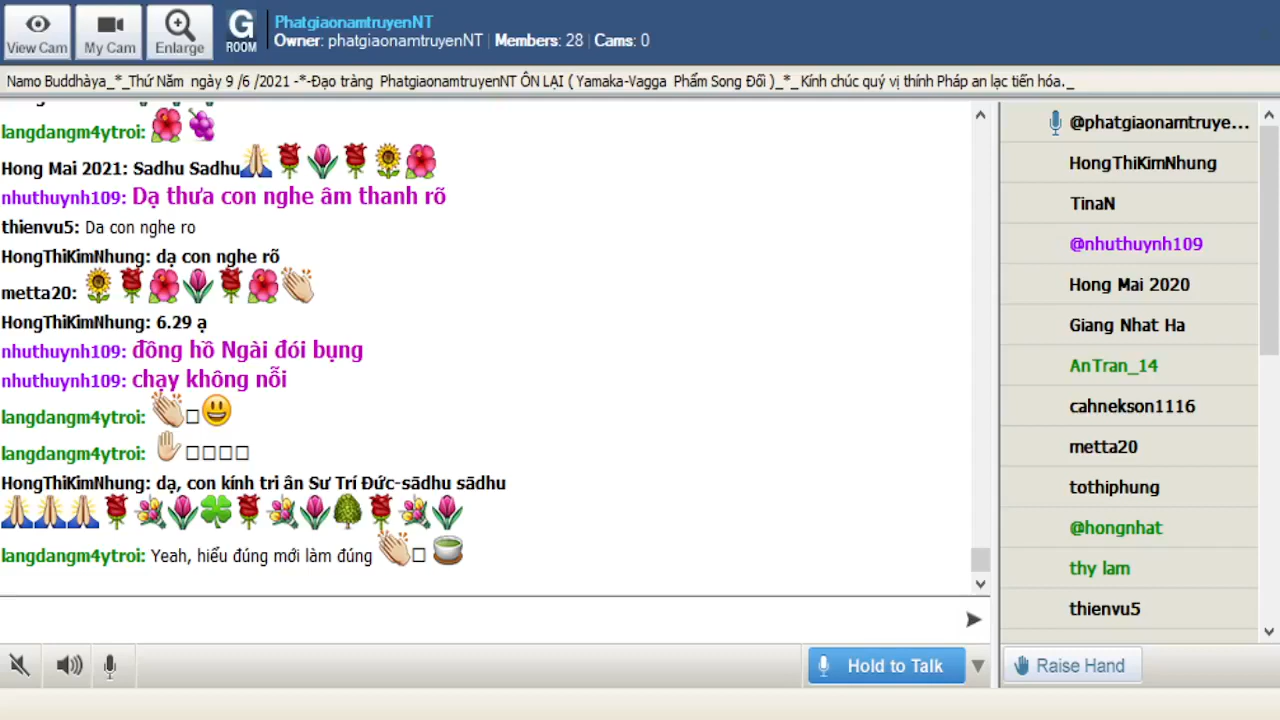 View Cam
My Cam
Enlarge
G
ROOM
PhatgiaonamtruyenNT
Owner: phatgiaonamtruyenNT | Members: 28 | Cams: 0
Namo Buddhàya_*_Thứ Năm ngày 9 /6 /2021 -*-Đạo tràng PhatgiaonamtruyenNT ÔN LẠI ( Yamaka-Vagga Phẩm Song Đối )_*_ Kính chúc quý vị thính Pháp an lạc tiến hóa._
langdangm4ytroi:
Hong Mai 2021: Sadhu Sadhu
nhuthuynh109: Dạ thưa con nghe âm thanh rõ
thienvu5: Da con nghe ro
HongThiKimNhung: dạ con nghe rõ
metta20:
HongThiKimNhung: 6.29 ạ
nhuthuynh109: đồng hồ Ngài đói bụng
nhuthuynh109: chạy không nỗi
langdangm4ytroi:
langdangm4ytroi:
HongThiKimNhung: dạ, con kính tri ân Sư Trí Đức-sādhu sādhu
langdangm4ytroi: Yeah, hiểu đúng mới làm đúng
@phatgiaonamtruye...
HongThiKimNhung
TinaN
@nhuthuynh109
Hong Mai 2020
Giang Nhat Ha
AnTran_14
cahnekson1116
metta20
tothiphung
@hongnhat
thy lam
thienvu5
Hold to Talk
Raise Hand